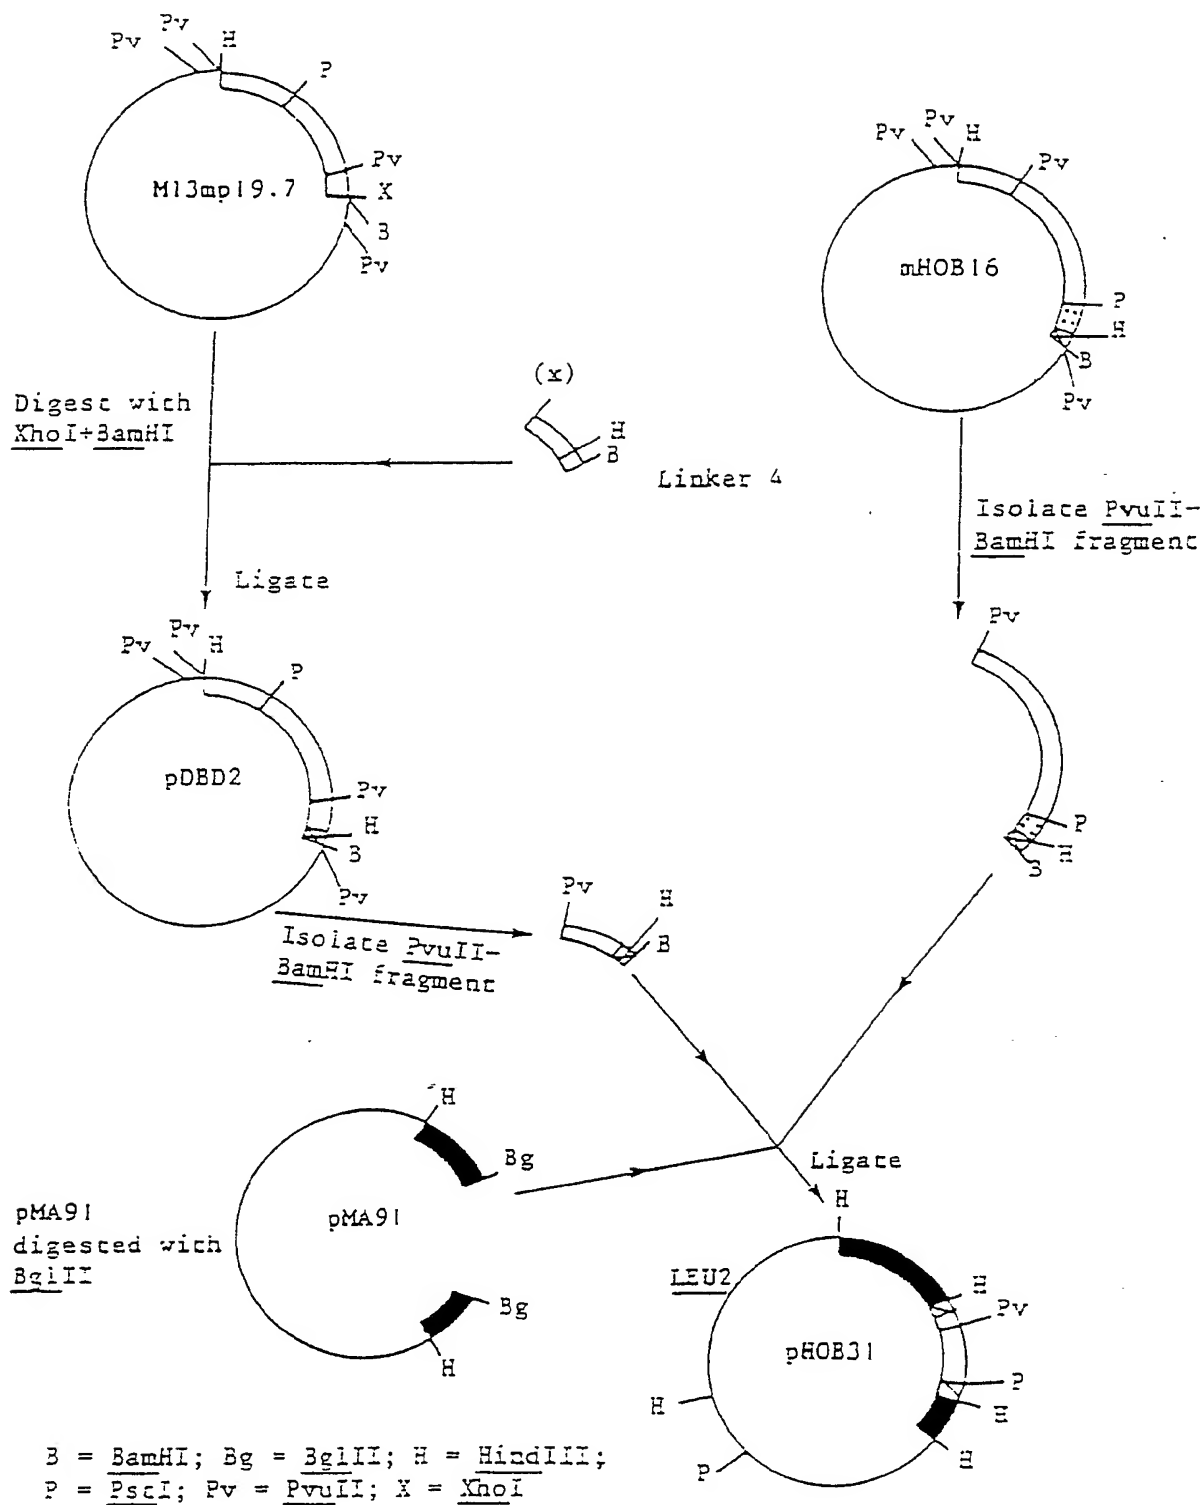 Pv
Pv
H
P
Pv
X
B
Pv
M13mp19.7
Pv
Pv
H
Pv
mHOB16
P
H
B
Pv
Digest with
XhoI+BamHI
(x)
H
B
Linker 4
Isolate PvuII-
BamHI fragment
Ligate
Pv
Pv
H
P
pDBD2
Pv
H
B
Pv
Pv
P
H
B
Isolate PvuII-
BamHI fragment
Pv
H
B
H
Bg
pMA91
digested with
BglII
pMA91
Bg
H
Ligate
H
LEU2
H
Pv
pHOB31
P
H
H
H
P
B = BamHI; Bg = BglII; H = HindIII;
P = PstI; Pv = PvuII; X = XhoI